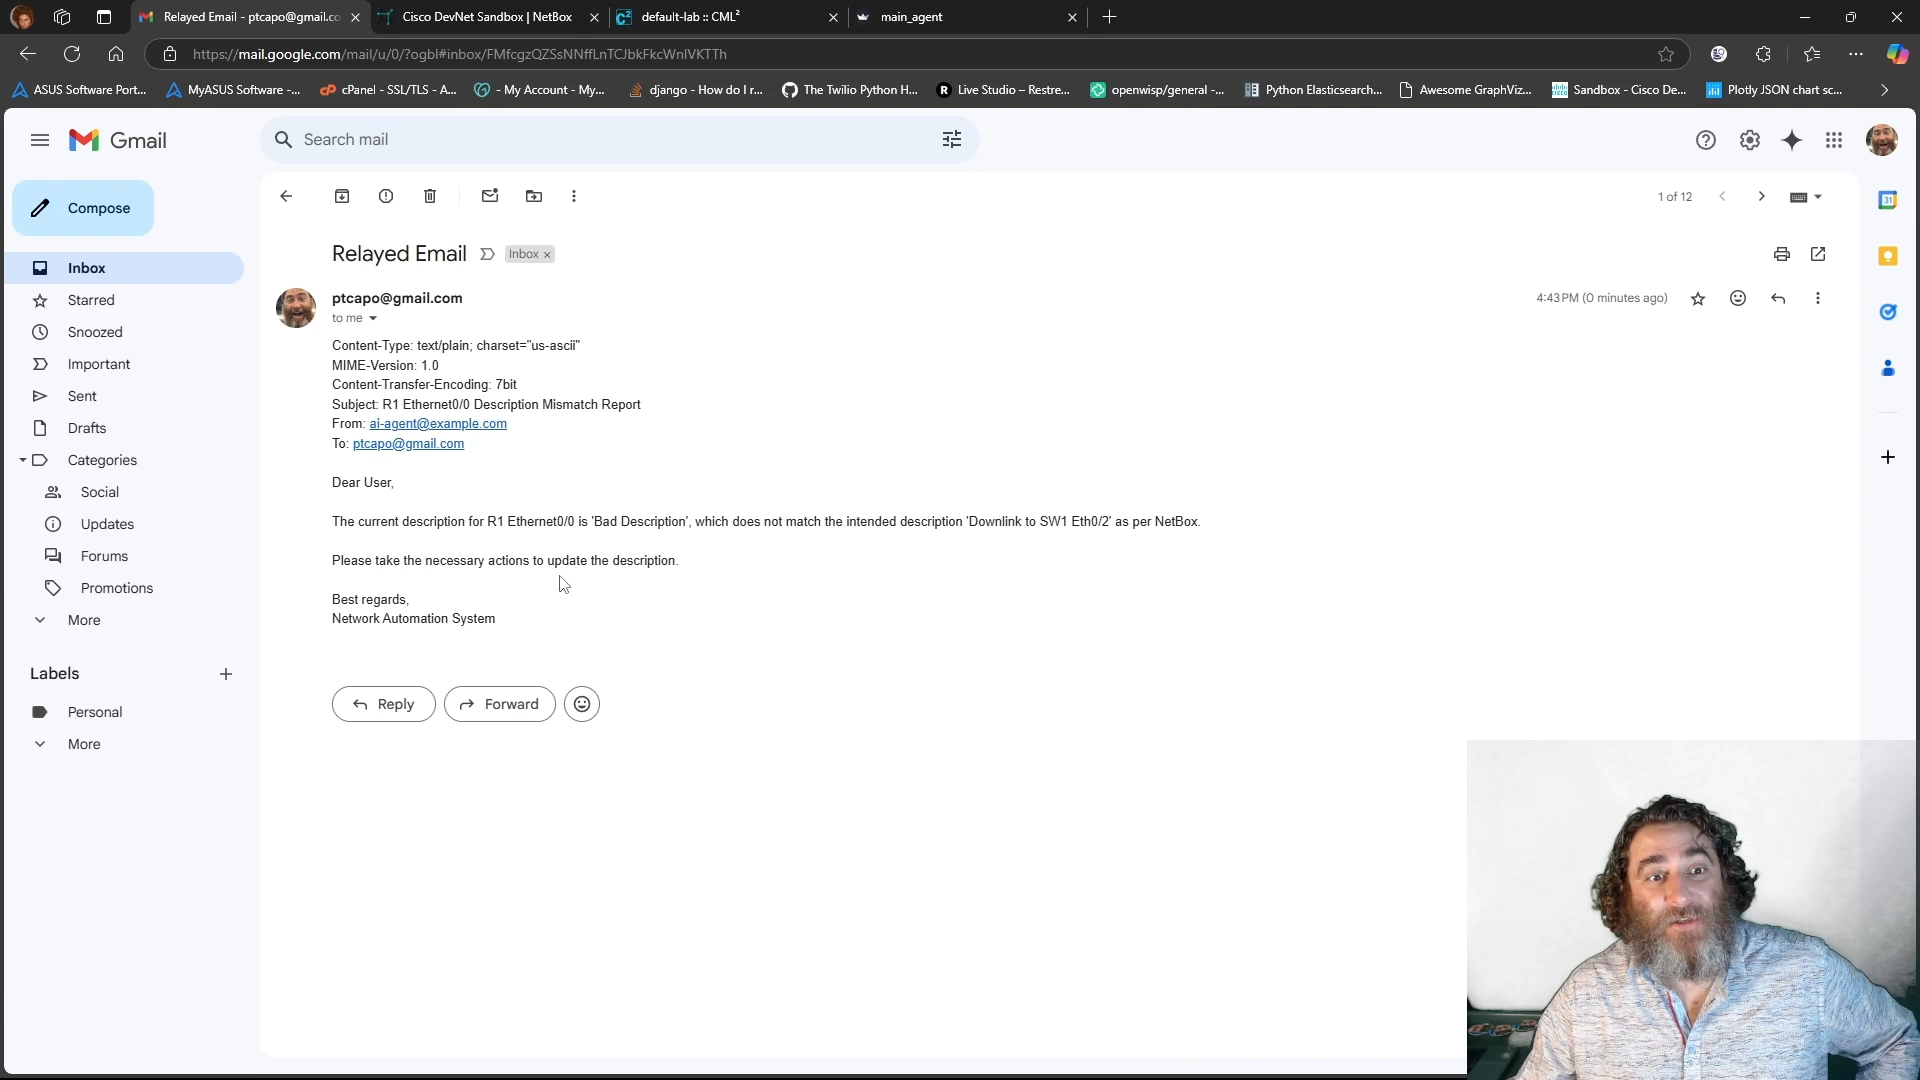 Relayed Email - ptcapo@gmail.co
Cisco DevNet Sandbox | NetBox
default-lab :: CML²
main_agent
https://mail.google.com/mail/u/0/?ogbl#inbox/FMfcgzQZSsNNffLnTCJbkFkcWnlVKTTh
ASUS Software Port...
MyASUS Software -...
cPanel - SSL/TLS - A...
- My Account - My...
django - How do I r...
The Twilio Python H...
Live Studio – Restre...
openwisp/general -...
Python Elasticsearch...
Awesome GraphViz...
Sandbox - Cisco De...
Plotly JSON chart sc...
Gmail
Search mail
Compose
1 of 12
Relayed Email
Inbox ×
Inbox
Starred
Snoozed
Important
Sent
Drafts
Categories
Social
Updates
Forums
Promotions
More
Labels
Personal
More
ptcapo@gmail.com
4:43 PM (0 minutes ago)
to me
Content-Type: text/plain; charset="us-ascii"
MIME-Version: 1.0
Content-Transfer-Encoding: 7bit
Subject: R1 Ethernet0/0 Description Mismatch Report
From: ai-agent@example.com
To: ptcapo@gmail.com
Dear User,
The current description for R1 Ethernet0/0 is 'Bad Description', which does not match the intended description 'Downlink to SW1 Eth0/2' as per NetBox.
Please take the necessary actions to update the description.
Best regards,
Network Automation System
Reply
Forward
31